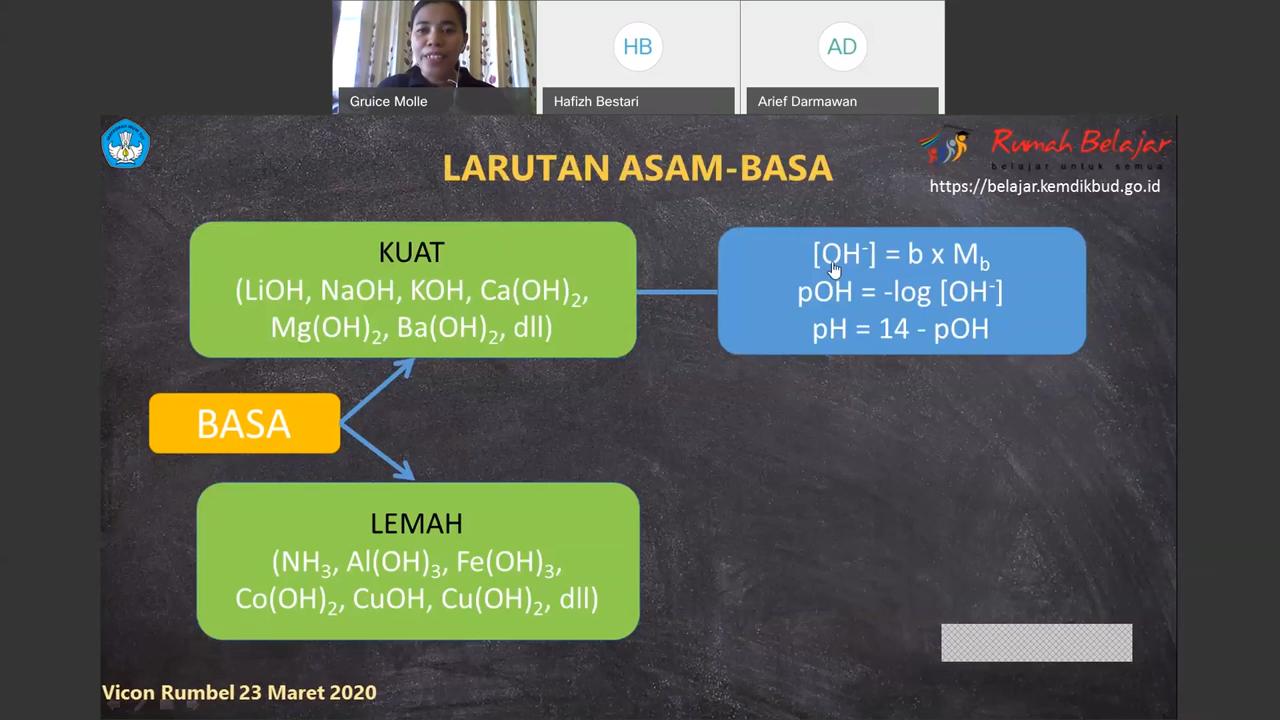 HB
AD
Gruice Molle
Hafizh Bestari
Arief Darmawan
LARUTAN ASAM-BASA
Rumah Belajar
belajar untuk semua
https://belajar.kemdikbud.go.id
KUAT
(LiOH, NaOH, KOH, Ca(OH)₂,
Mg(OH)₂, Ba(OH)₂, dll)
[OH⁻] = b x M_b
pOH = -log [OH⁻]
pH = 14 - pOH
BASA
LEMAH
(NH₃, Al(OH)₃, Fe(OH)₃,
Co(OH)₂, CuOH, Cu(OH)₂, dll)
Vicon Rumbel 23 Maret 2020